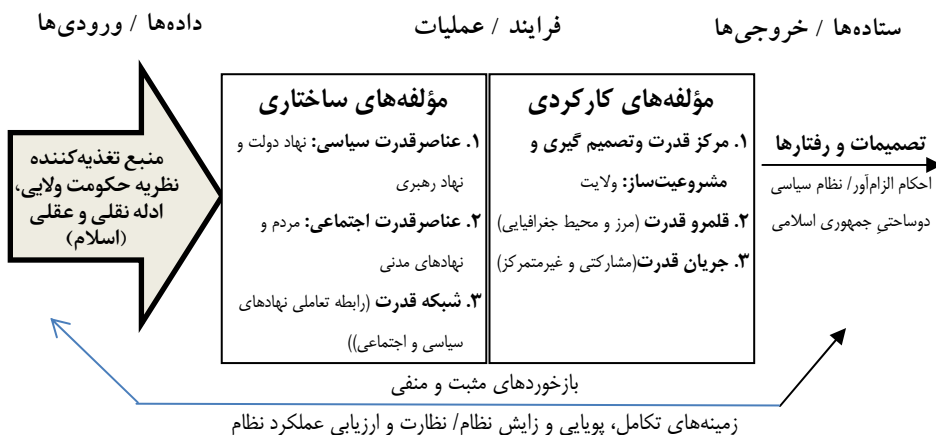 داده‌ها / ورودی‌ها
فرایند / عملیات
ستاده‌ها / خروجی‌ها
منبع تغذیه‌کننده
نظریه حکومت ولایی،
ادله نقلی و عقلی
(اسلام)
مؤلفه‌های ساختاری
۱. عناصرقدرت سیاسی: نهاد دولت و
نهاد رهبری
۲. عناصرقدرت اجتماعی: مردم و
نهادهای مدنی
۳. شبکه قدرت (رابطه تعاملی نهادهای
سیاسی و اجتماعی))
مؤلفه‌های کارکردی
۱. مرکز قدرت وتصمیم گیری و
مشروعیت‌ساز: ولایت
۲. قلمرو قدرت (مرز و محیط جغرافیایی)
۳. جریان قدرت(مشارکتی و غیرمتمرکز)
تصمیمات و رفتارها
احکام الزام‌آور/ نظام سیاسی
دوساحتیِ جمهوری اسلامی
بازخوردهای مثبت و منفی
زمینه‌های تکامل، پویایی و زایش نظام/ نظارت و ارزیابی عملکرد نظام